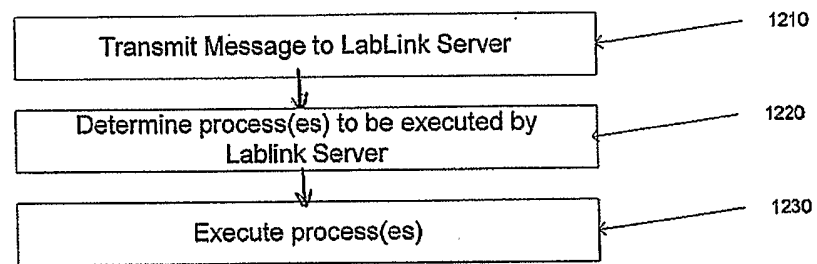 Transmit Message to LabLink Server
1210
Determine process(es) to be executed by
Lablink Server
1220
Execute process(es)
1230